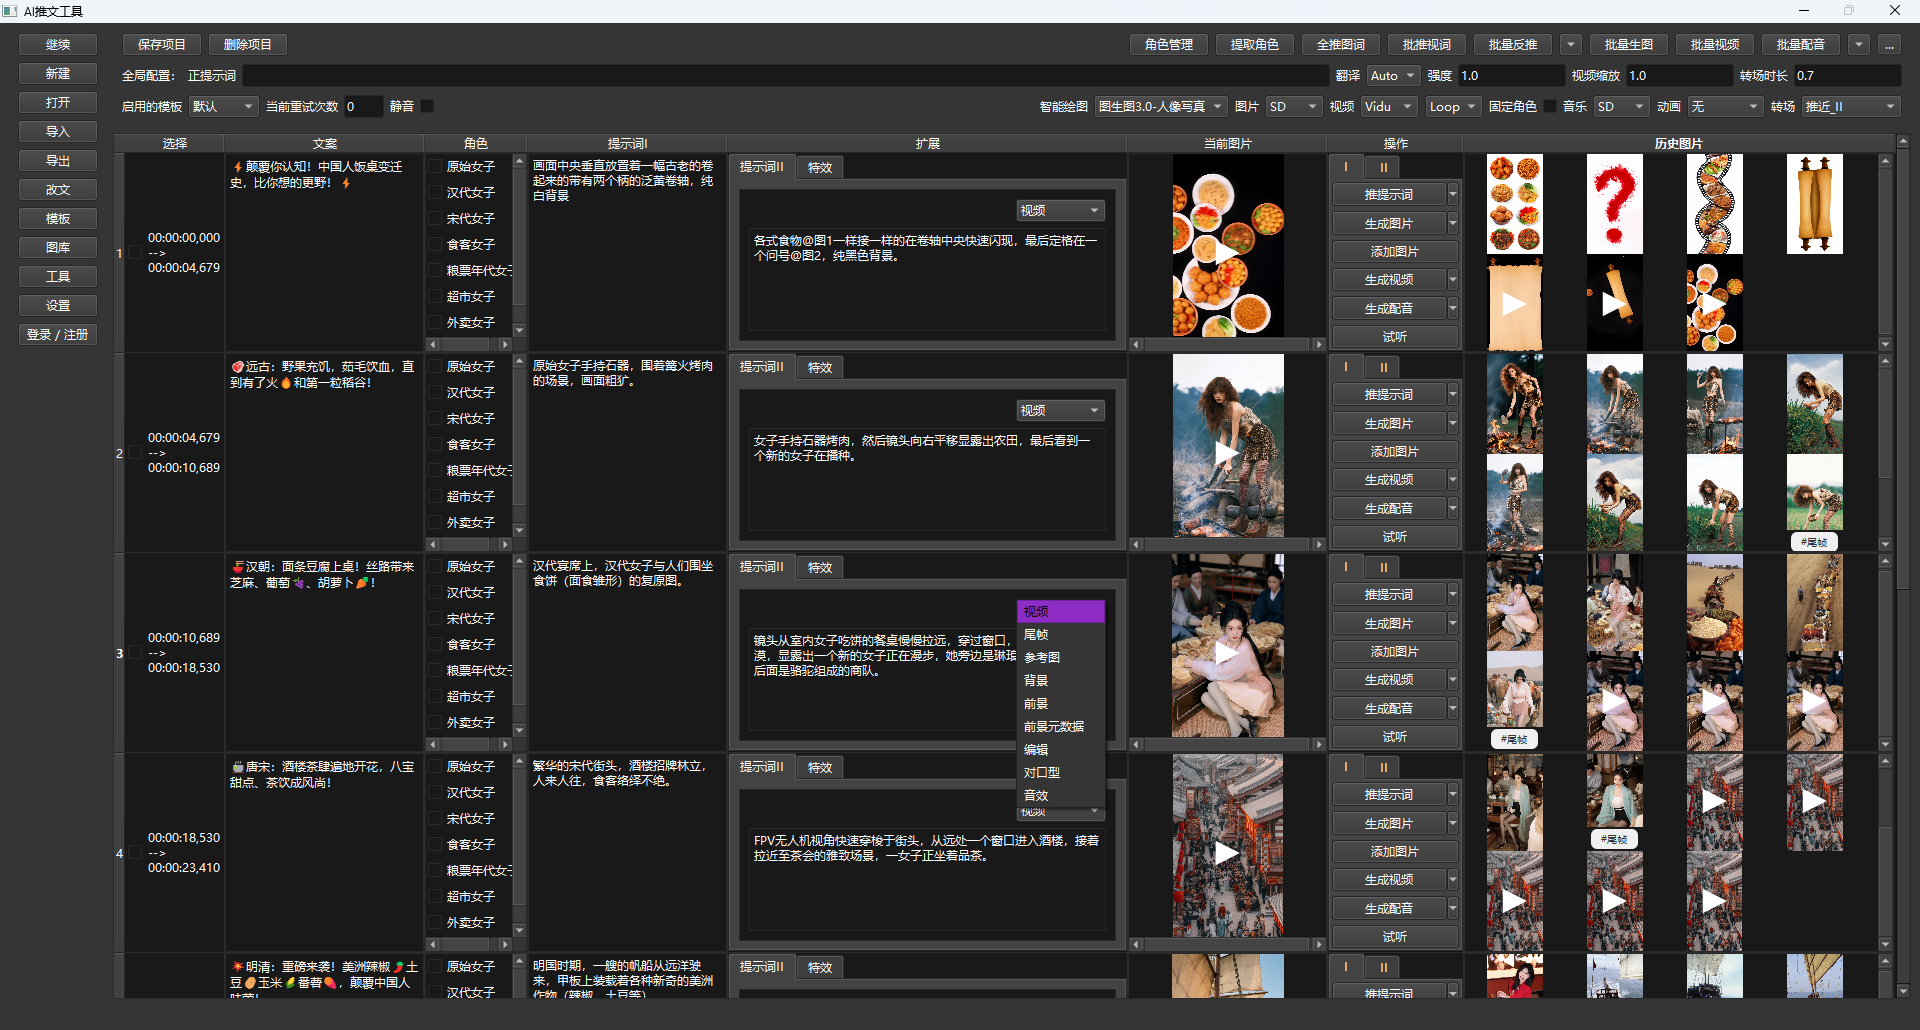 AI推文工具
继续
新建
打开
导入
导出
改文
模板
图库
工具
设置
登录 / 注册
保存项目 删除项目 角色管理 提取角色 全推图词 批推视词 批量反推 批量生图 批量视频 批量配音 ...
全局配置: 正提示词 翻译 Auto 强度 1.0 视频缩放 1.0 转场时长 0.7
启用的模板 默认 当前重试次数 0 静音 智能绘图 图生图3.0-人像写真 图片 SD 视频 Vidu Loop 固定角色 音乐 SD 动画 无 转场 推近_II
选择 文案 角色 提示词I 扩展 当前图片 操作 历史图片
1
00:00:00,000
-->
00:00:04,679
⚡颠覆你认知！中国人饭桌变迁
史，比你想的更野！⚡
原始女子
汉代女子
宋代女子
食客女子
粮票年代女子
超市女子
外卖女子
画面中央垂直放置着一幅古老的卷
起来的带有两个柄的泛黄卷轴，纯
白背景
提示词II 特效
视频
各式食物@图1一样接一样的在卷轴中央快速闪现，最后定格在一
个问号@图2，纯黑色背景。
I II
推提示词
生成图片
添加图片
生成视频
生成配音
试听
2
00:00:04,679
-->
00:00:10,689
🥩远古：野果充饥，茹毛饮血，直
到有了火🔥和第一粒稻谷！
原始女子
汉代女子
宋代女子
食客女子
粮票年代女子
超市女子
外卖女子
原始女子手持石器，围着篝火烤肉
的场景，画面粗犷。
提示词II 特效
视频
女子手持石器烤肉，然后镜头向右平移显露出农田，最后看到一
个新的女子在播种。
I II
推提示词
生成图片
添加图片
生成视频
生成配音
试听
#尾帧
3
00:00:10,689
-->
00:00:18,530
🍜汉朝：面条豆腐上桌！丝路带来
芝麻、葡萄🍇、胡萝卜🥕！
原始女子
汉代女子
宋代女子
食客女子
粮票年代女子
超市女子
外卖女子
汉代宴席上，汉代女子与人们围坐
食饼（面食雏形）的复原图。
提示词II 特效
镜头从室内女子吃饼的餐桌慢慢拉远，穿过窗口，
漠，显露出一个新的女子正在漫步，她旁边是琳琅
后面是骆驼组成的商队。
视频
尾帧
参考图
背景
前景
前景元数据
编辑
对口型
音效
I II
推提示词
生成图片
添加图片
生成视频
生成配音
试听
#尾帧
4
00:00:18,530
-->
00:00:23,410
🍵唐宋：酒楼茶肆遍地开花，八宝
甜点、茶饮成风尚！
原始女子
汉代女子
宋代女子
食客女子
粮票年代女子
超市女子
外卖女子
繁华的宋代街头，酒楼招牌林立，
人来人往，食客络绎不绝。
提示词II 特效
视频
FPV无人机视角快速穿梭于街头，从远处一个窗口进入酒楼，接着
拉近至茶会的雅致场景，一女子正坐着品茶。
I II
推提示词
生成图片
添加图片
生成视频
生成配音
试听
#尾帧
💥明清：重磅来袭！美洲辣椒🌶️土
豆🥔玉米🌽番薯🍠，颠覆中国人
原始女子
汉代女子
明国时期，一艘的帆船从远洋驶
来，甲板上装载着各种新奇的美洲
作物（辣椒、土豆等）
提示词II 特效
I II
推提示词